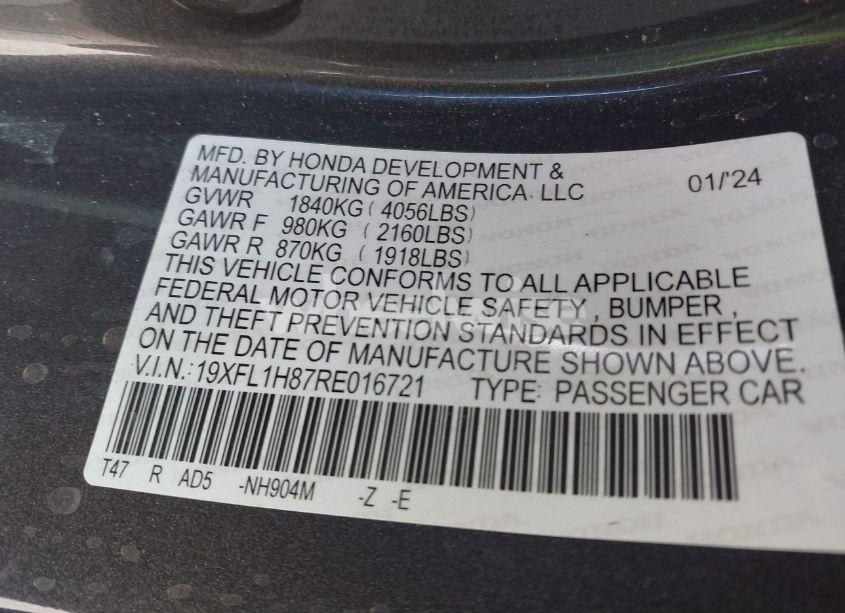 MFD. BY HONDA DEVELOPMENT &
MANUFACTURING OF AMERICA. LLC 01/'24
GVWR 1840KG ( 4056LBS)
GAWR F 980KG ( 2160LBS)
GAWR R 870KG ( 1918LBS)
THIS VEHICLE CONFORMS TO ALL APPLICABLE
FEDERAL MOTOR VEHICLE SAFETY , BUMPER ,
AND THEFT PREVENTION STANDARDS IN EFFECT
ON THE DATE OF MANUFACTURE SHOWN ABOVE.
V.I.N.:19XFL1H87RE016721 TYPE: PASSENGER CAR
T47 R AD5 -NH904M -Z -E